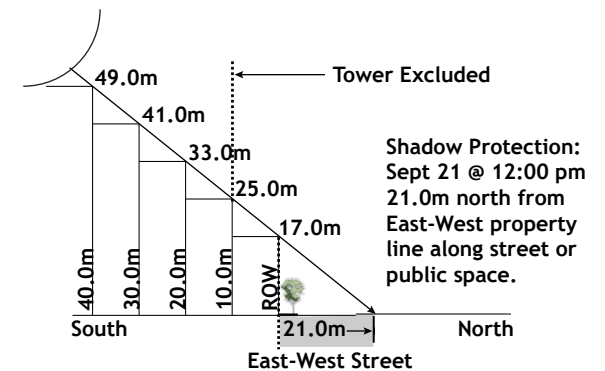 49.0m
Tower Excluded
41.0m
33.0m
Shadow Protection:
Sept 21 @ 12:00 pm
21.0m north from
East-West property
line along street or
public space.
25.0m
17.0m
40.0m
30.0m
20.0m
10.0m
ROW
South
21.0m
North
East-West Street